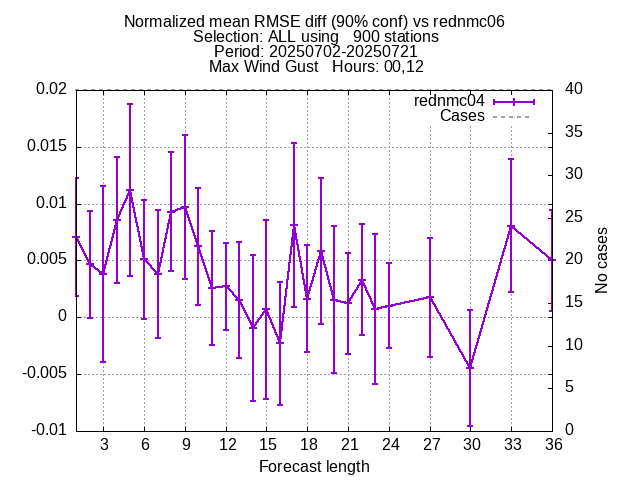 Normalized mean RMSE diff (90% conf) vs rednmc06
Selection: ALL using   900 stations
Period: 20250702-20250721
Max Wind Gust   Hours: 00,12
rednmc04
Cases
0.02
0.015
0.01
0.005
0
-0.005
-0.01
40
35
30
25
20
15
10
5
0
No cases
3 6 9 12 15 18 21 24 27 30 33 36
Forecast length